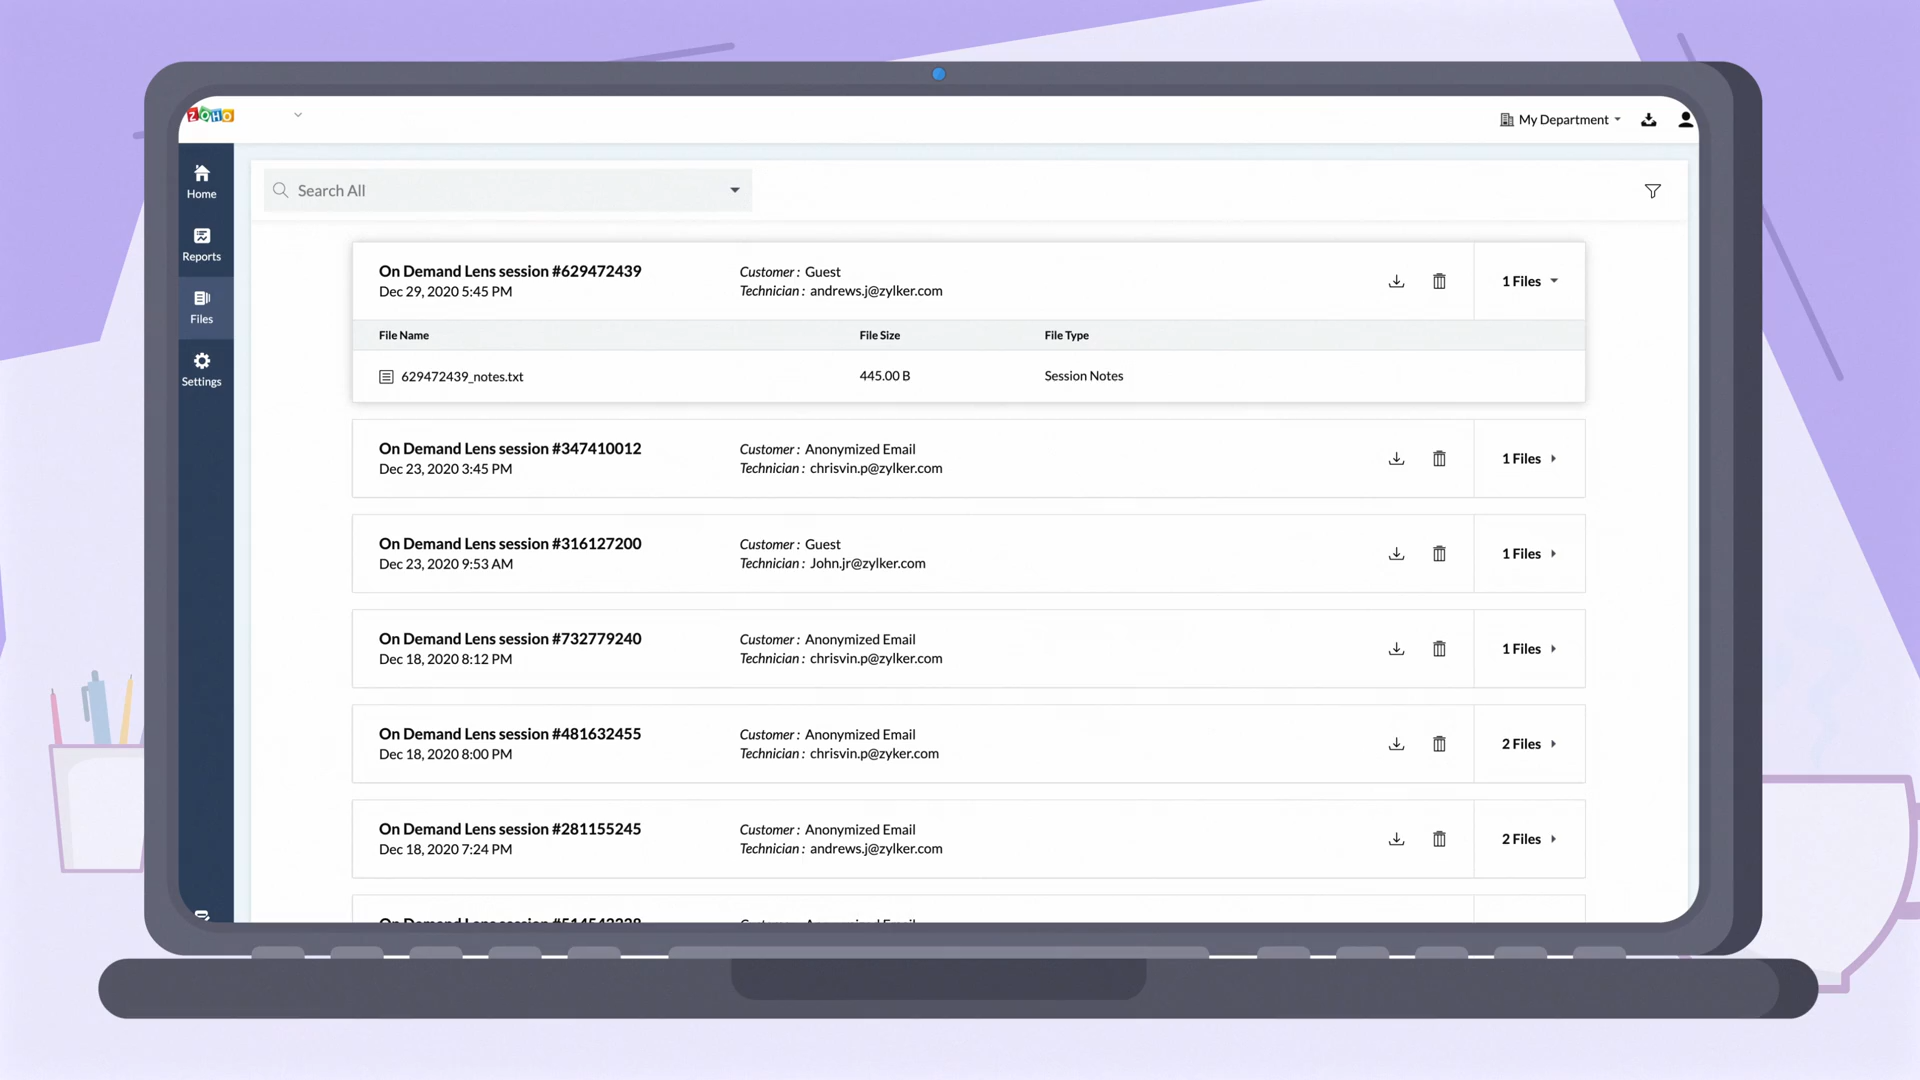 ZOHO
My Department
Home
Reports
Files
Settings
Search All
On Demand Lens session #629472439
Dec 29, 2020 5:45 PM
Customer : Guest
Technician : andrews.j@zylker.com
1 Files
File Name
File Size
File Type
629472439_notes.txt
445.00 B
Session Notes
On Demand Lens session #347410012
Dec 23, 2020 3:45 PM
Customer : Anonymized Email
Technician : chrisvin.p@zylker.com
1 Files
On Demand Lens session #316127200
Dec 23, 2020 9:53 AM
Customer : Guest
Technician : John.jr@zylker.com
1 Files
On Demand Lens session #732779240
Dec 18, 2020 8:12 PM
Customer : Anonymized Email
Technician : chrisvin.p@zylker.com
1 Files
On Demand Lens session #481632455
Dec 18, 2020 8:00 PM
Customer : Anonymized Email
Technician : chrisvin.p@zyker.com
2 Files
On Demand Lens session #281155245
Dec 18, 2020 7:24 PM
Customer : Anonymized Email
Technician : andrews.j@zylker.com
2 Files
On Demand Lens session
Customer : Anonymized Email